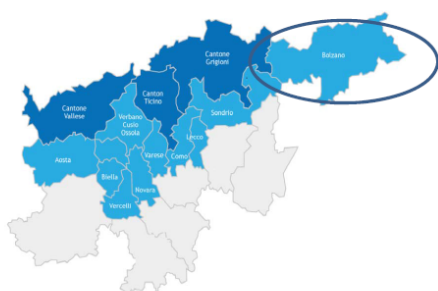 Cantone
Grigioni
Bolzano
Cantone
Vallese
Canton
Ticino
Verbano
Cusio
Ossola
Sondrio
Aosta
Varese
Como
Lecco
Biella
Novara
Vercelli